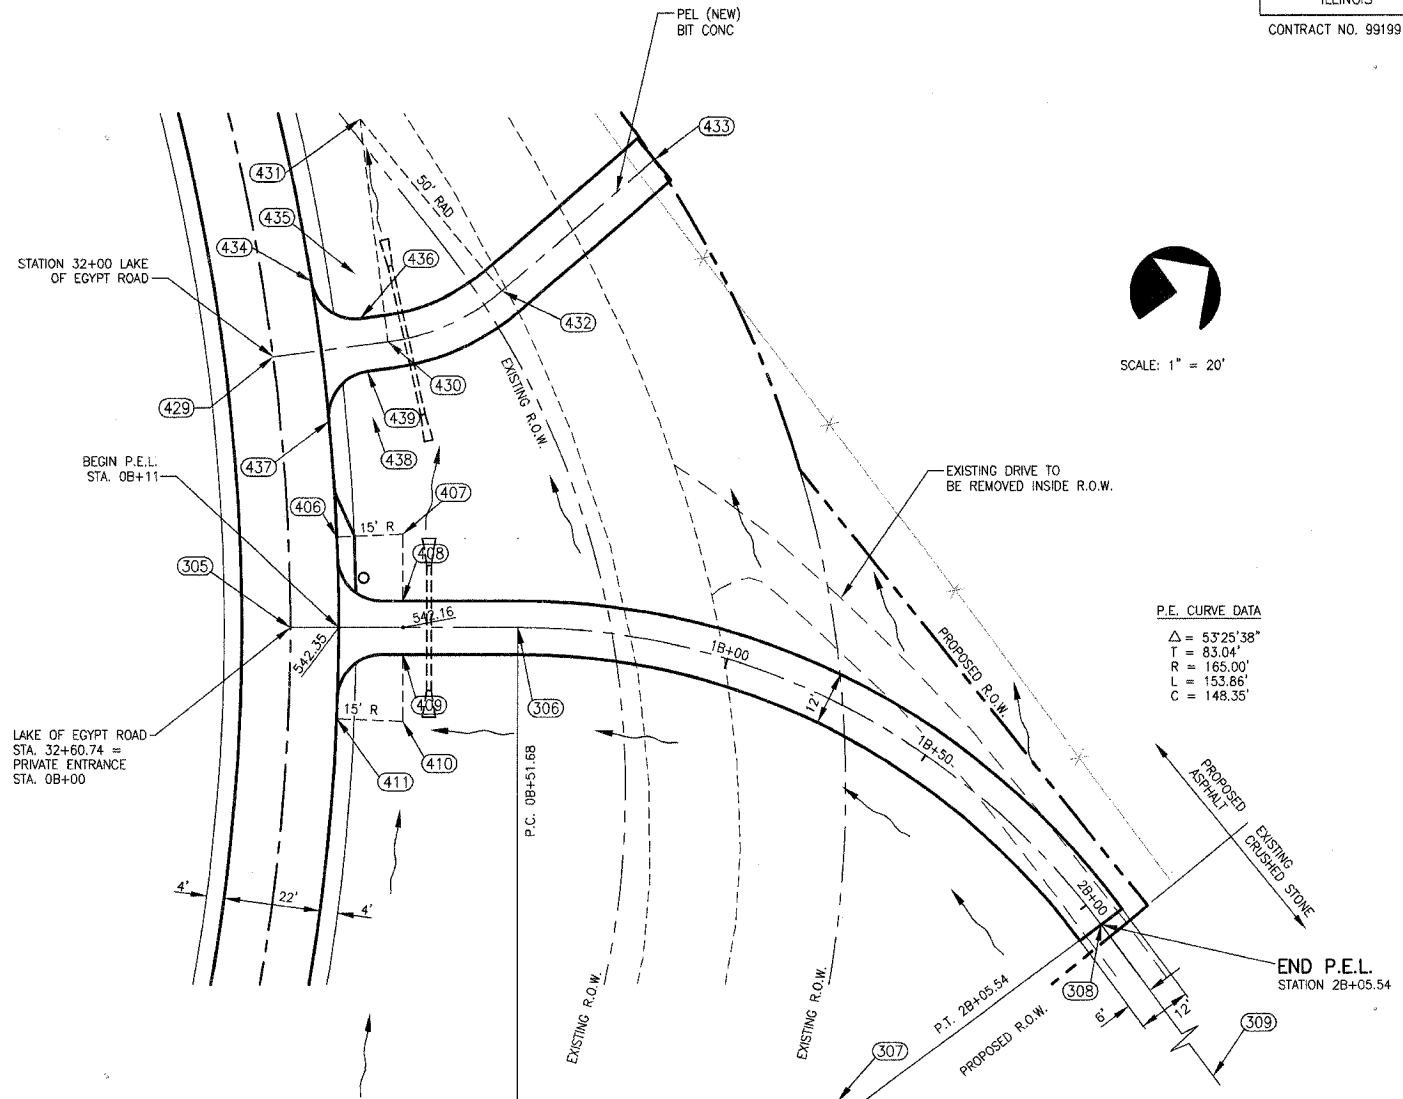 ILLINOIS
CONTRACT NO. 99199
PEL (NEW)
BIT CONC
433
431
50' RAD
435
434
436
STATION 32+00 LAKE
OF EGYPT ROAD
432
SCALE: 1" = 20'
EXISTING R.O.W.
430
429
439
438
437
BEGIN P.E.L.
STA. 0B+11
EXISTING DRIVE TO
BE REMOVED INSIDE R.O.W.
406
407
15' R
408
305
542.16
542.35
P.E. CURVE DATA
Δ = 53°25'38"
T = 83.04'
R = 165.00'
L = 153.86'
C = 148.35'
PROPOSED R.O.W.
1B+00
12'
409
306
15' R
410
411
LAKE OF EGYPT ROAD
STA. 32+60.74 =
PRIVATE ENTRANCE
STA. 0B+00
P.C. 0B+51.68
1B+50
PROPOSED
ASPHALT
EXISTING
CRUSHED STONE
4'
22'
4'
2B+00
END P.E.L.
STATION 2B+05.54
308
EXISTING R.O.W.
EXISTING R.O.W.
P.T. 2B+05.54
PROPOSED R.O.W.
6'
12'
309
307